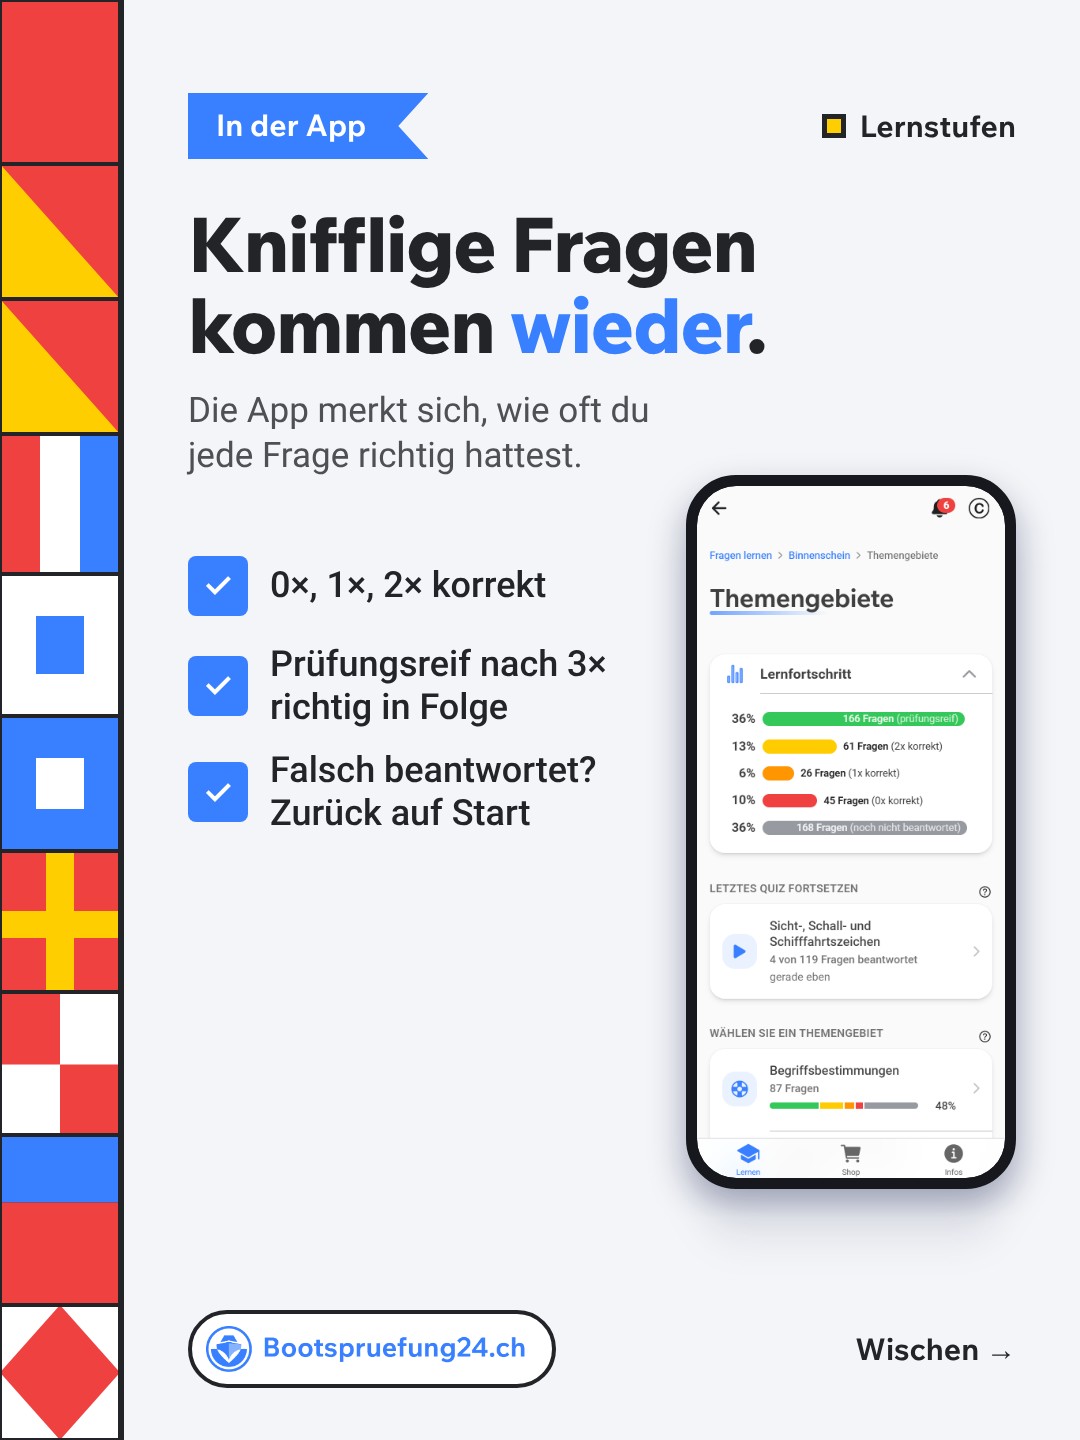 In der App
Lernstufen
Knifflige Fragen
kommen wieder.
Die App merkt sich, wie oft du
jede Frage richtig hattest.
0×, 1×, 2× korrekt
Prüfungsreif nach 3×
richtig in Folge
Falsch beantwortet?
Zurück auf Start
6
C
Fragen lernen > Binnenschein > Themengebiete
Themengebiete
Lernfortschritt
36% 166 Fragen (prüfungsreif)
13% 61 Fragen (2x korrekt)
6% 26 Fragen (1x korrekt)
10% 45 Fragen (0x korrekt)
36% 168 Fragen (noch nicht beantwortet)
LETZTES QUIZ FORTSETZEN
Sicht-, Schall- und
Schifffahrtszeichen
4 von 119 Fragen beantwortet
gerade eben
WÄHLEN SIE EIN THEMENGEBIET
Begriffsbestimmungen
87 Fragen
48%
Lernen Shop Infos
Bootspruefung24.ch
Wischen →